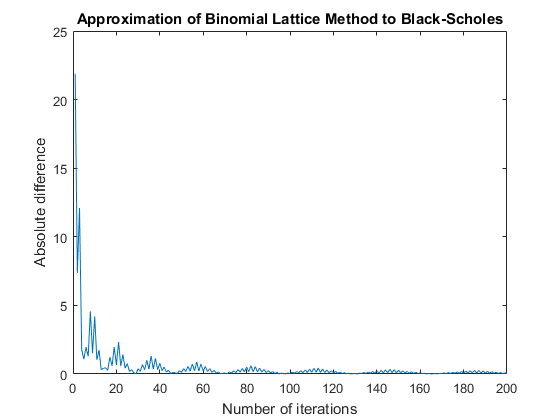 Approximation of Binomial Lattice Method to Black-Scholes
25
20
15
10
5
0
Absolute difference
0 20 40 60 80 100 120 140 160 180 200
Number of iterations